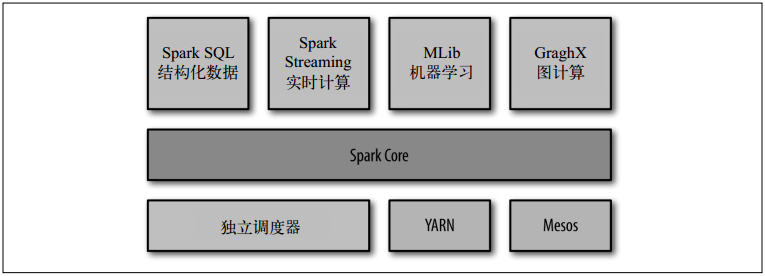 Spark SQL
结构化数据
Spark
Streaming
实时计算
MLib
机器学习
GraghX
图计算
Spark Core
独立调度器
YARN
Mesos